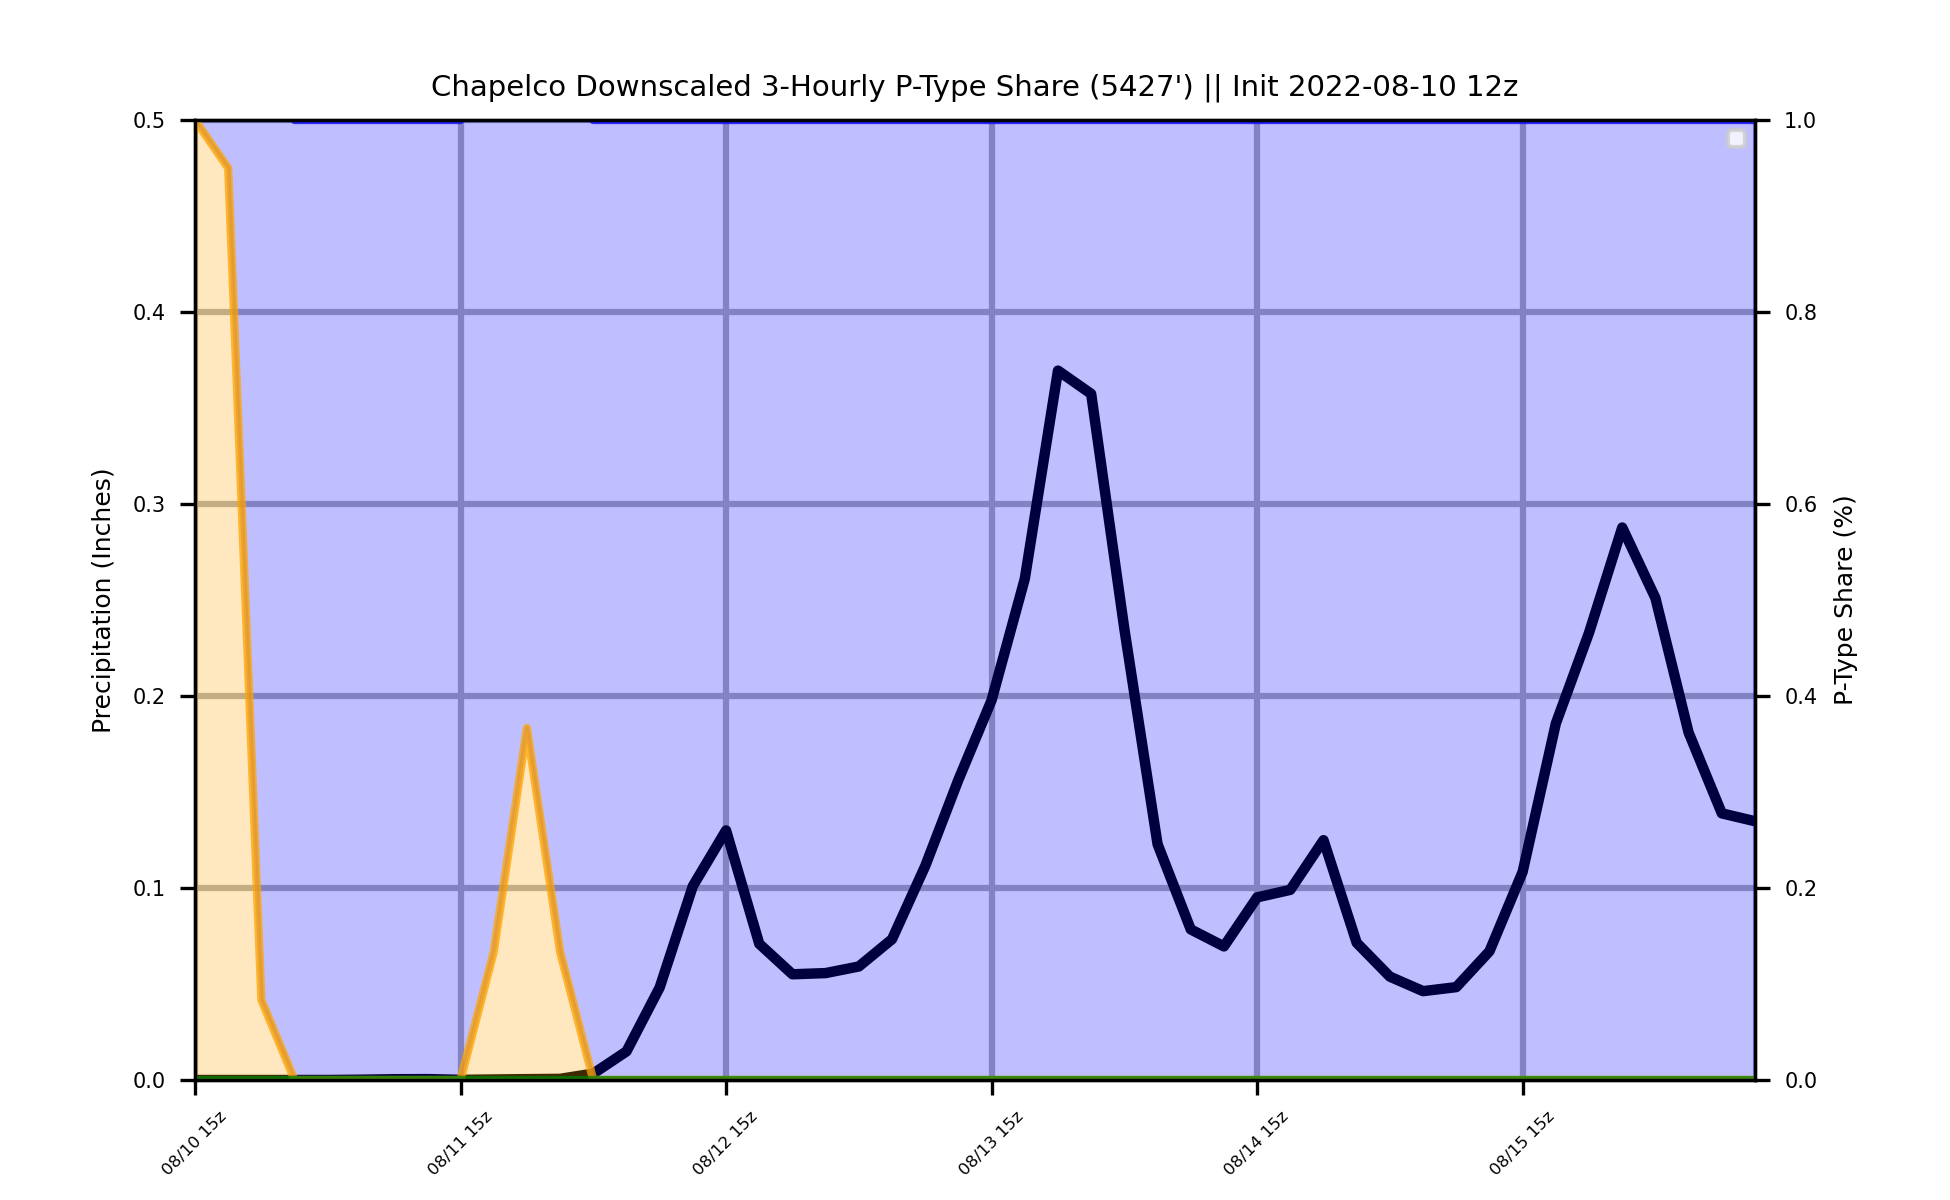 Chapelco Downscaled 3-Hourly P-Type Share (5427') || Init 2022-08-10 12z
0.5
0.4
0.3
0.2
0.1
0.0
Precipitation (Inches)
1.0
0.8
0.6
0.4
0.2
0.0
P-Type Share (%)
08/10 15z
08/11 15z
08/12 15z
08/13 15z
08/14 15z
08/15 15z